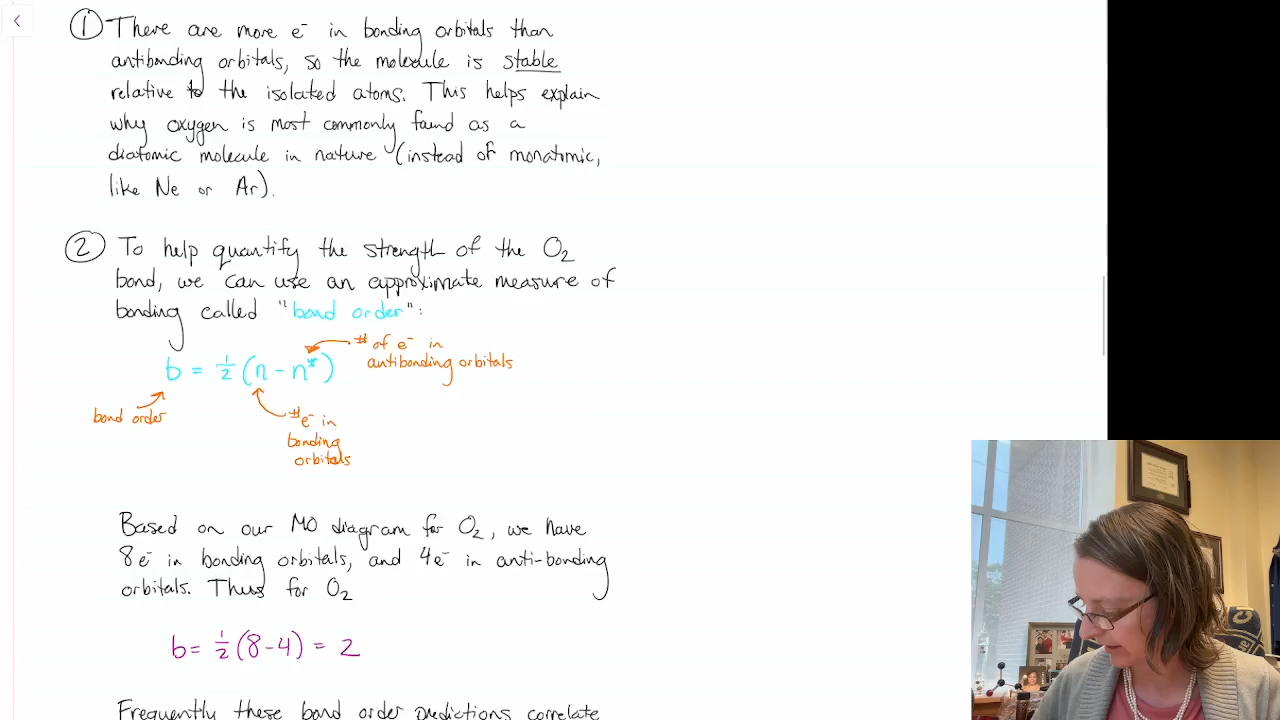 ① There are more e⁻ in bonding orbitals than
antibonding orbitals, so the molecule is stable
relative to the isolated atoms. This helps explain
why oxygen is most commonly found as a
diatomic molecule in nature (instead of monatomic,
like Ne or Ar).
② To help quantify the strength of the O₂
bond, we can use an approximate measure of
bonding called "bond order":
# of e⁻ in
antibonding orbitals
b = ½ (n - n*)
bond order
# e⁻ in
bonding
orbitals
Based on our MO diagram for O₂, we have
8e⁻ in bonding orbitals, and 4e⁻ in anti-bonding
orbitals. Thus for O₂
b = ½ (8-4) = 2
Frequently these bond order predictions correlate